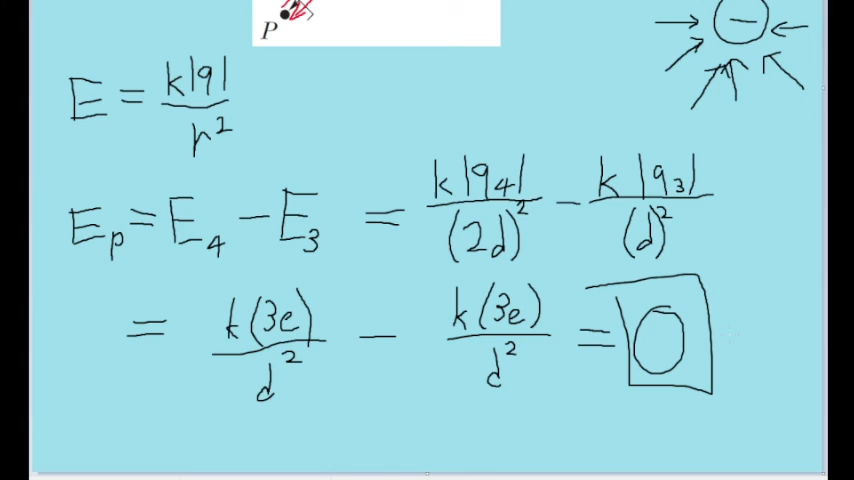 P
−
E = k|q| / r²
E_p = E_4 − E_3 = k|q_4| / (2d)² − k|q_3| / (d)²
= k(3e) / d² − k(3e) / d² = 0